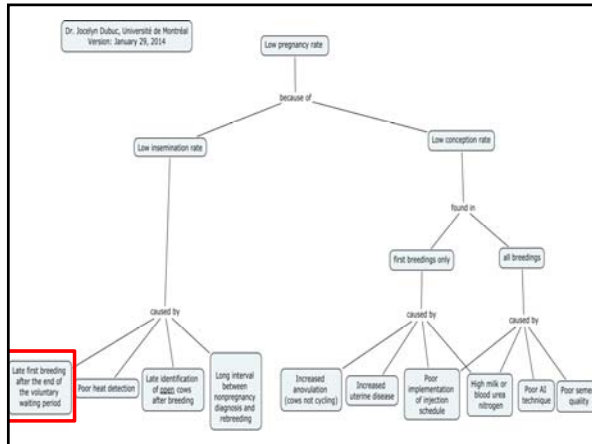 Dr. Jocelyn Dubuc, Université de Montréal
Version: January 29, 2014
Low pregnancy rate
because of
Low insemination rate
Low conception rate
found in
first breedings only
all breedings
caused by
caused by
caused by
Late first breeding
after the end of
the voluntary
waiting period
Poor heat detection
Late identification
of open cows
after breeding
Long interval
between
nonpregnancy
diagnosis and
rebreeding
Increased
anovulation
(cows not cycling)
Increased
uterine disease
Poor
implementation
of injection
schedule
High milk or
blood urea
nitrogen
Poor AI
technique
Poor semen
quality